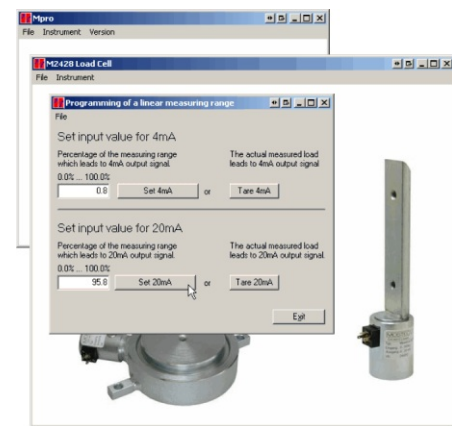 Mpro
File Instrument Version
M2428 Load Cell
File Instrument
Programming of a linear measuring range
File
Set input value for 4mA
Percentage of the measuring range
which leads to 4mA output signal.
The actual measured load
leads to 4mA output signal
0.0% ... 100.0%
0.8
Set 4mA
or
Tare 4mA
Set input value for 20mA
Percentage of the measuring range
which leads to 20mA output signal.
The actual measured load
leads to 20mA output signal.
0.0% ... 100.0%
95.8
Set 20mA
or
Tare 20mA
Exit